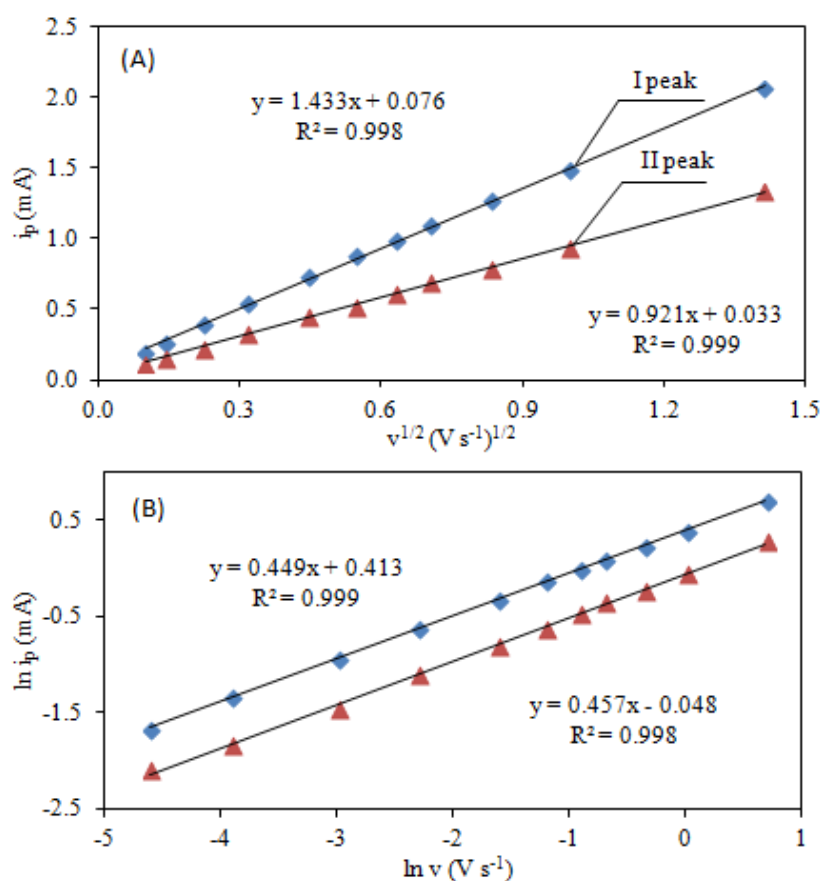 (A)
2.5
2.0
1.5
1.0
0.5
0.0
i_p (mA)
y = 1.433x + 0.076
R² = 0.998
I peak
II peak
y = 0.921x + 0.033
R² = 0.999
0.0 0.3 0.6 0.9 1.2 1.5
v^1/2 (V s⁻¹)^1/2
(B)
0.5
-0.5
-1.5
-2.5
ln i_p (mA)
y = 0.449x + 0.413
R² = 0.999
y = 0.457x - 0.048
R² = 0.998
-5 -4 -3 -2 -1 0 1
ln v (V s⁻¹)